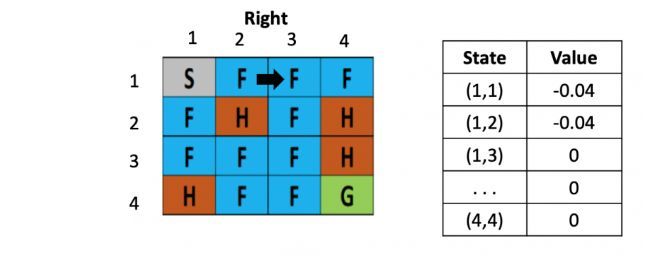 Right
1 2 3 4
1 S F F F
2 F H F H
3 F F F H
4 H F F G
State Value
(1,1) -0.04
(1,2) -0.04
(1,3) 0
... 0
(4,4) 0